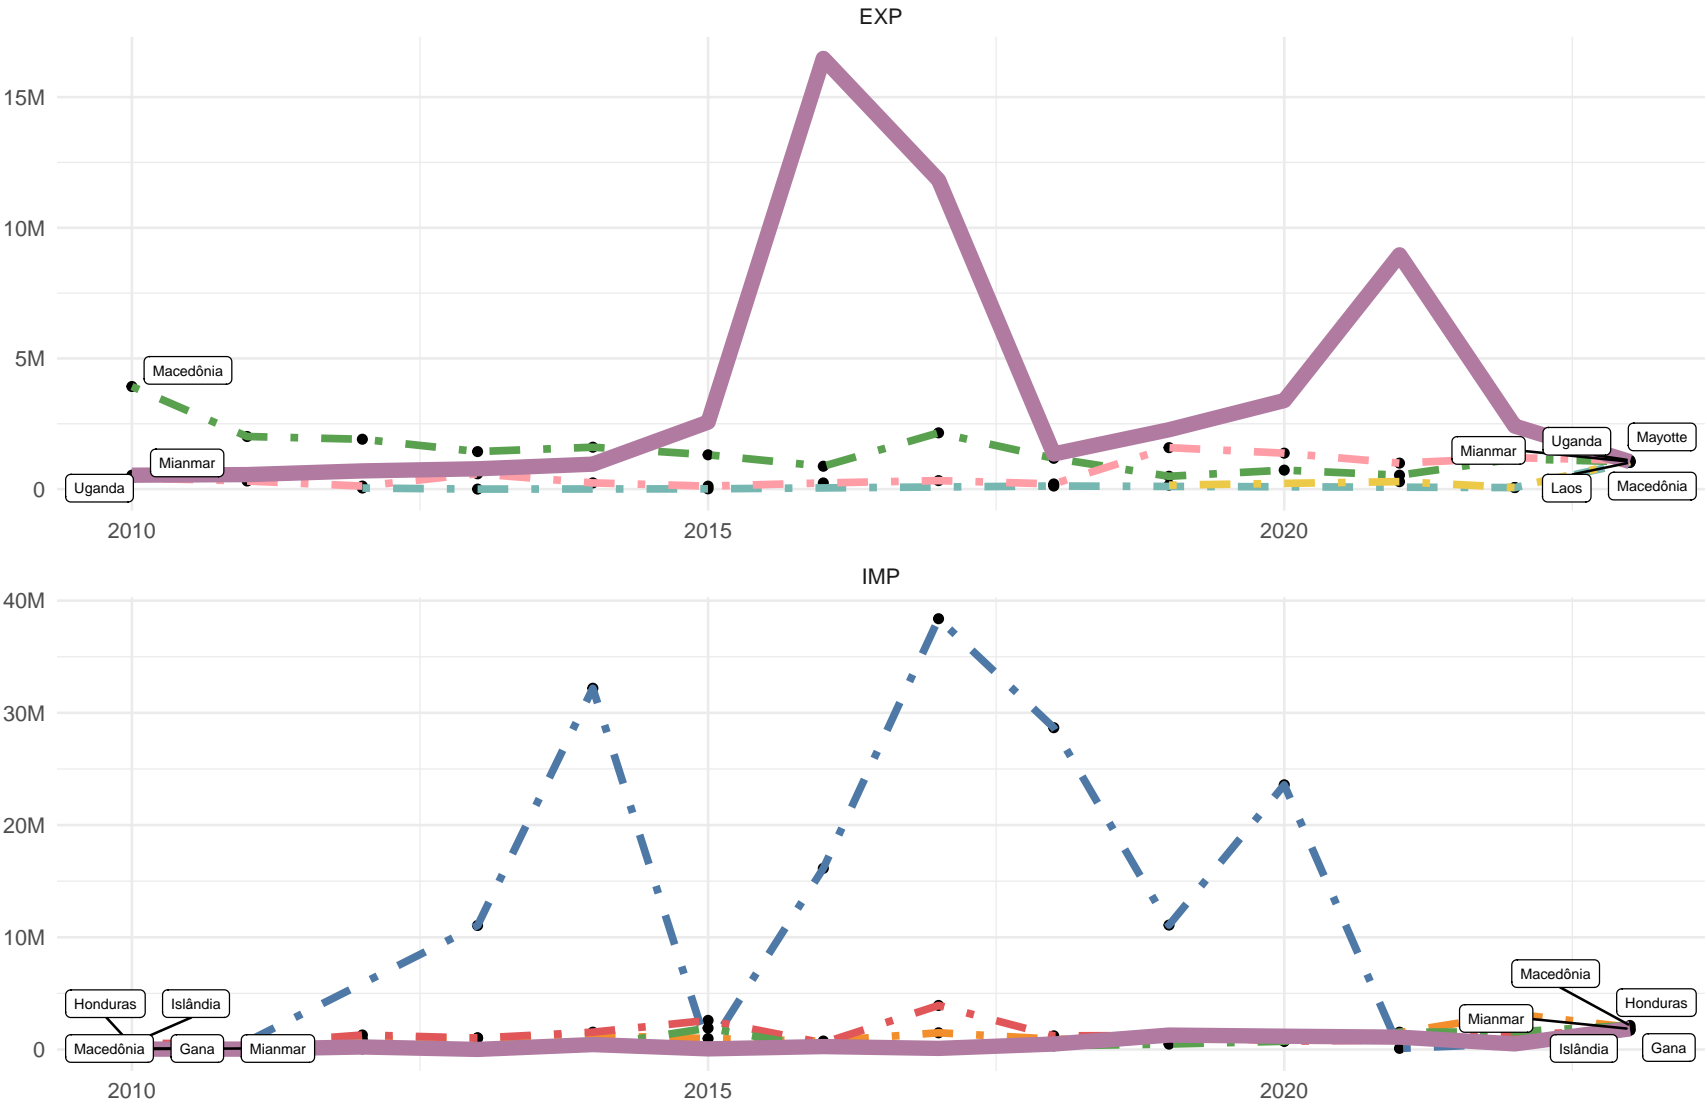 EXP
15M
10M
5M
0
Macedônia
Mianmar
Uganda
Mianmar
Uganda
Mayotte
Laos
Macedônia
2010
2015
2020
IMP
40M
30M
20M
10M
0
Honduras
Islândia
Macedônia
Gana
Mianmar
Macedônia
Honduras
Mianmar
Islândia
Gana
2010
2015
2020